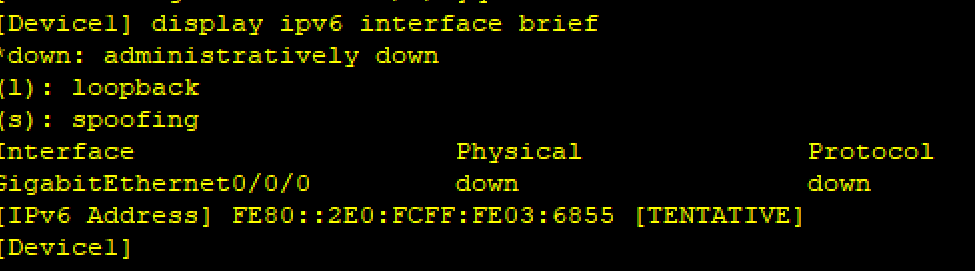 [Device1] display ipv6 interface brief
*down: administratively down
(l): loopback
(s): spoofing
Interface Physical Protocol
GigabitEthernet0/0/0 down down
[IPv6 Address] FE80::2E0:FCFF:FE03:6855 [TENTATIVE]
[Device1]